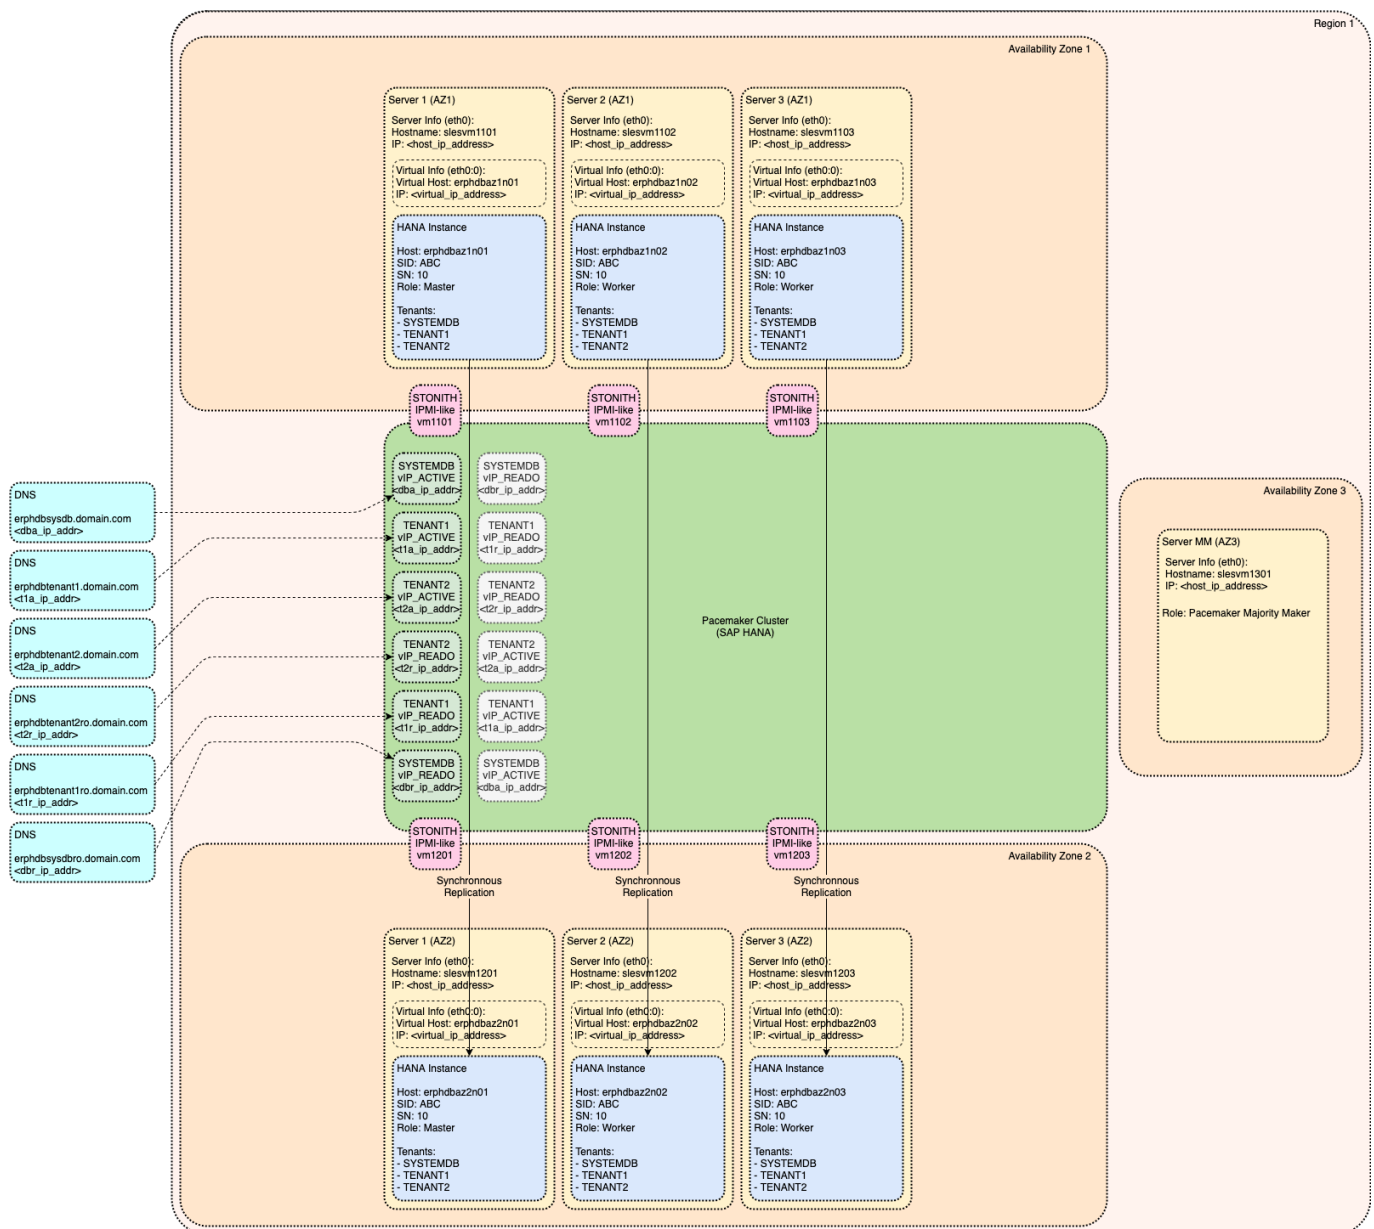 Region 1
Availability Zone 1
Server 1 (AZ1)
Server Info (eth0):
Hostname: slesvm1101
IP: <host_ip_address>
Virtual Info (eth0:0):
Virtual Host: erphdbaz1n01
IP: <virtual_ip_address>
HANA Instance
Host: erphdbaz1n01
SID: ABC
SN: 10
Role: Master
Tenants:
- SYSTEMDB
- TENANT1
- TENANT2
Server 2 (AZ1)
Server Info (eth0):
Hostname: slesvm1102
IP: <host_ip_address>
Virtual Info (eth0:0):
Virtual Host: erphdbaz1n02
IP: <virtual_ip_address>
HANA Instance
Host: erphdbaz1n02
SID: ABC
SN: 10
Role: Worker
Tenants:
- SYSTEMDB
- TENANT1
- TENANT2
Server 3 (AZ1)
Server Info (eth0):
Hostname: slesvm1103
IP: <host_ip_address>
Virtual Info (eth0:0):
Virtual Host: erphdbaz1n03
IP: <virtual_ip_address>
HANA Instance
Host: erphdbaz1n03
SID: ABC
SN: 10
Role: Worker
Tenants:
- SYSTEMDB
- TENANT1
- TENANT2
STONITH
IPMI-like
vm1101
STONITH
IPMI-like
vm1102
STONITH
IPMI-like
vm1103
DNS
erphdbsysdb.domain.com
<dba_ip_addr>
DNS
erphdbtenant1.domain.com
<t1a_ip_addr>
DNS
erphdbtenant2.domain.com
<t2a_ip_addr>
DNS
erphdbtenant2ro.domain.com
<t2r_ip_addr>
DNS
erphdbtenant1ro.domain.com
<t1r_ip_addr>
DNS
erphdbsysdbro.domain.com
<dbr_ip_addr>
SYSTEMDB
vIP_ACTIVE
<dba_ip_addr>
SYSTEMDB
vIP_READO
<dbr_ip_addr>
TENANT1
vIP_ACTIVE
<t1a_ip_addr>
TENANT1
vIP_READO
<t1r_ip_addr>
TENANT2
vIP_ACTIVE
<t2a_ip_addr>
TENANT2
vIP_READO
<t2r_ip_addr>
TENANT2
vIP_READO
<t2r_ip_addr>
TENANT2
vIP_ACTIVE
<t2a_ip_addr>
TENANT1
vIP_READO
<t1r_ip_addr>
TENANT1
vIP_ACTIVE
<t1a_ip_addr>
SYSTEMDB
vIP_READO
<dbr_ip_addr>
SYSTEMDB
vIP_ACTIVE
<dba_ip_addr>
Pacemaker Cluster
(SAP HANA)
Availability Zone 3
Server MM (AZ3)
Server Info (eth0):
Hostname: slesvm1301
IP: <host_ip_address>
Role: Pacemaker Majority Maker
STONITH
IPMI-like
vm1201
STONITH
IPMI-like
vm1202
STONITH
IPMI-like
vm1203
Availability Zone 2
Synchronnous
Replication
Synchronnous
Replication
Synchronnous
Replication
Server 1 (AZ2)
Server Info (eth0):
Hostname: slesvm1201
IP: <host_ip_address>
Virtual Info (eth0:0):
Virtual Host: erphdbaz2n01
IP: <virtual_ip_address>
HANA Instance
Host: erphdbaz2n01
SID: ABC
SN: 10
Role: Master
Tenants:
- SYSTEMDB
- TENANT1
- TENANT2
Server 2 (AZ2)
Server Info (eth0):
Hostname: slesvm1202
IP: <host_ip_address>
Virtual Info (eth0:0):
Virtual Host: erphdbaz2n02
IP: <virtual_ip_address>
HANA Instance
Host: erphdbaz2n02
SID: ABC
SN: 10
Role: Worker
Tenants:
- SYSTEMDB
- TENANT1
- TENANT2
Server 3 (AZ2)
Server Info (eth0):
Hostname: slesvm1203
IP: <host_ip_address>
Virtual Info (eth0:0):
Virtual Host: erphdbaz2n03
IP: <virtual_ip_address>
HANA Instance
Host: erphdbaz2n03
SID: ABC
SN: 10
Role: Worker
Tenants:
- SYSTEMDB
- TENANT1
- TENANT2